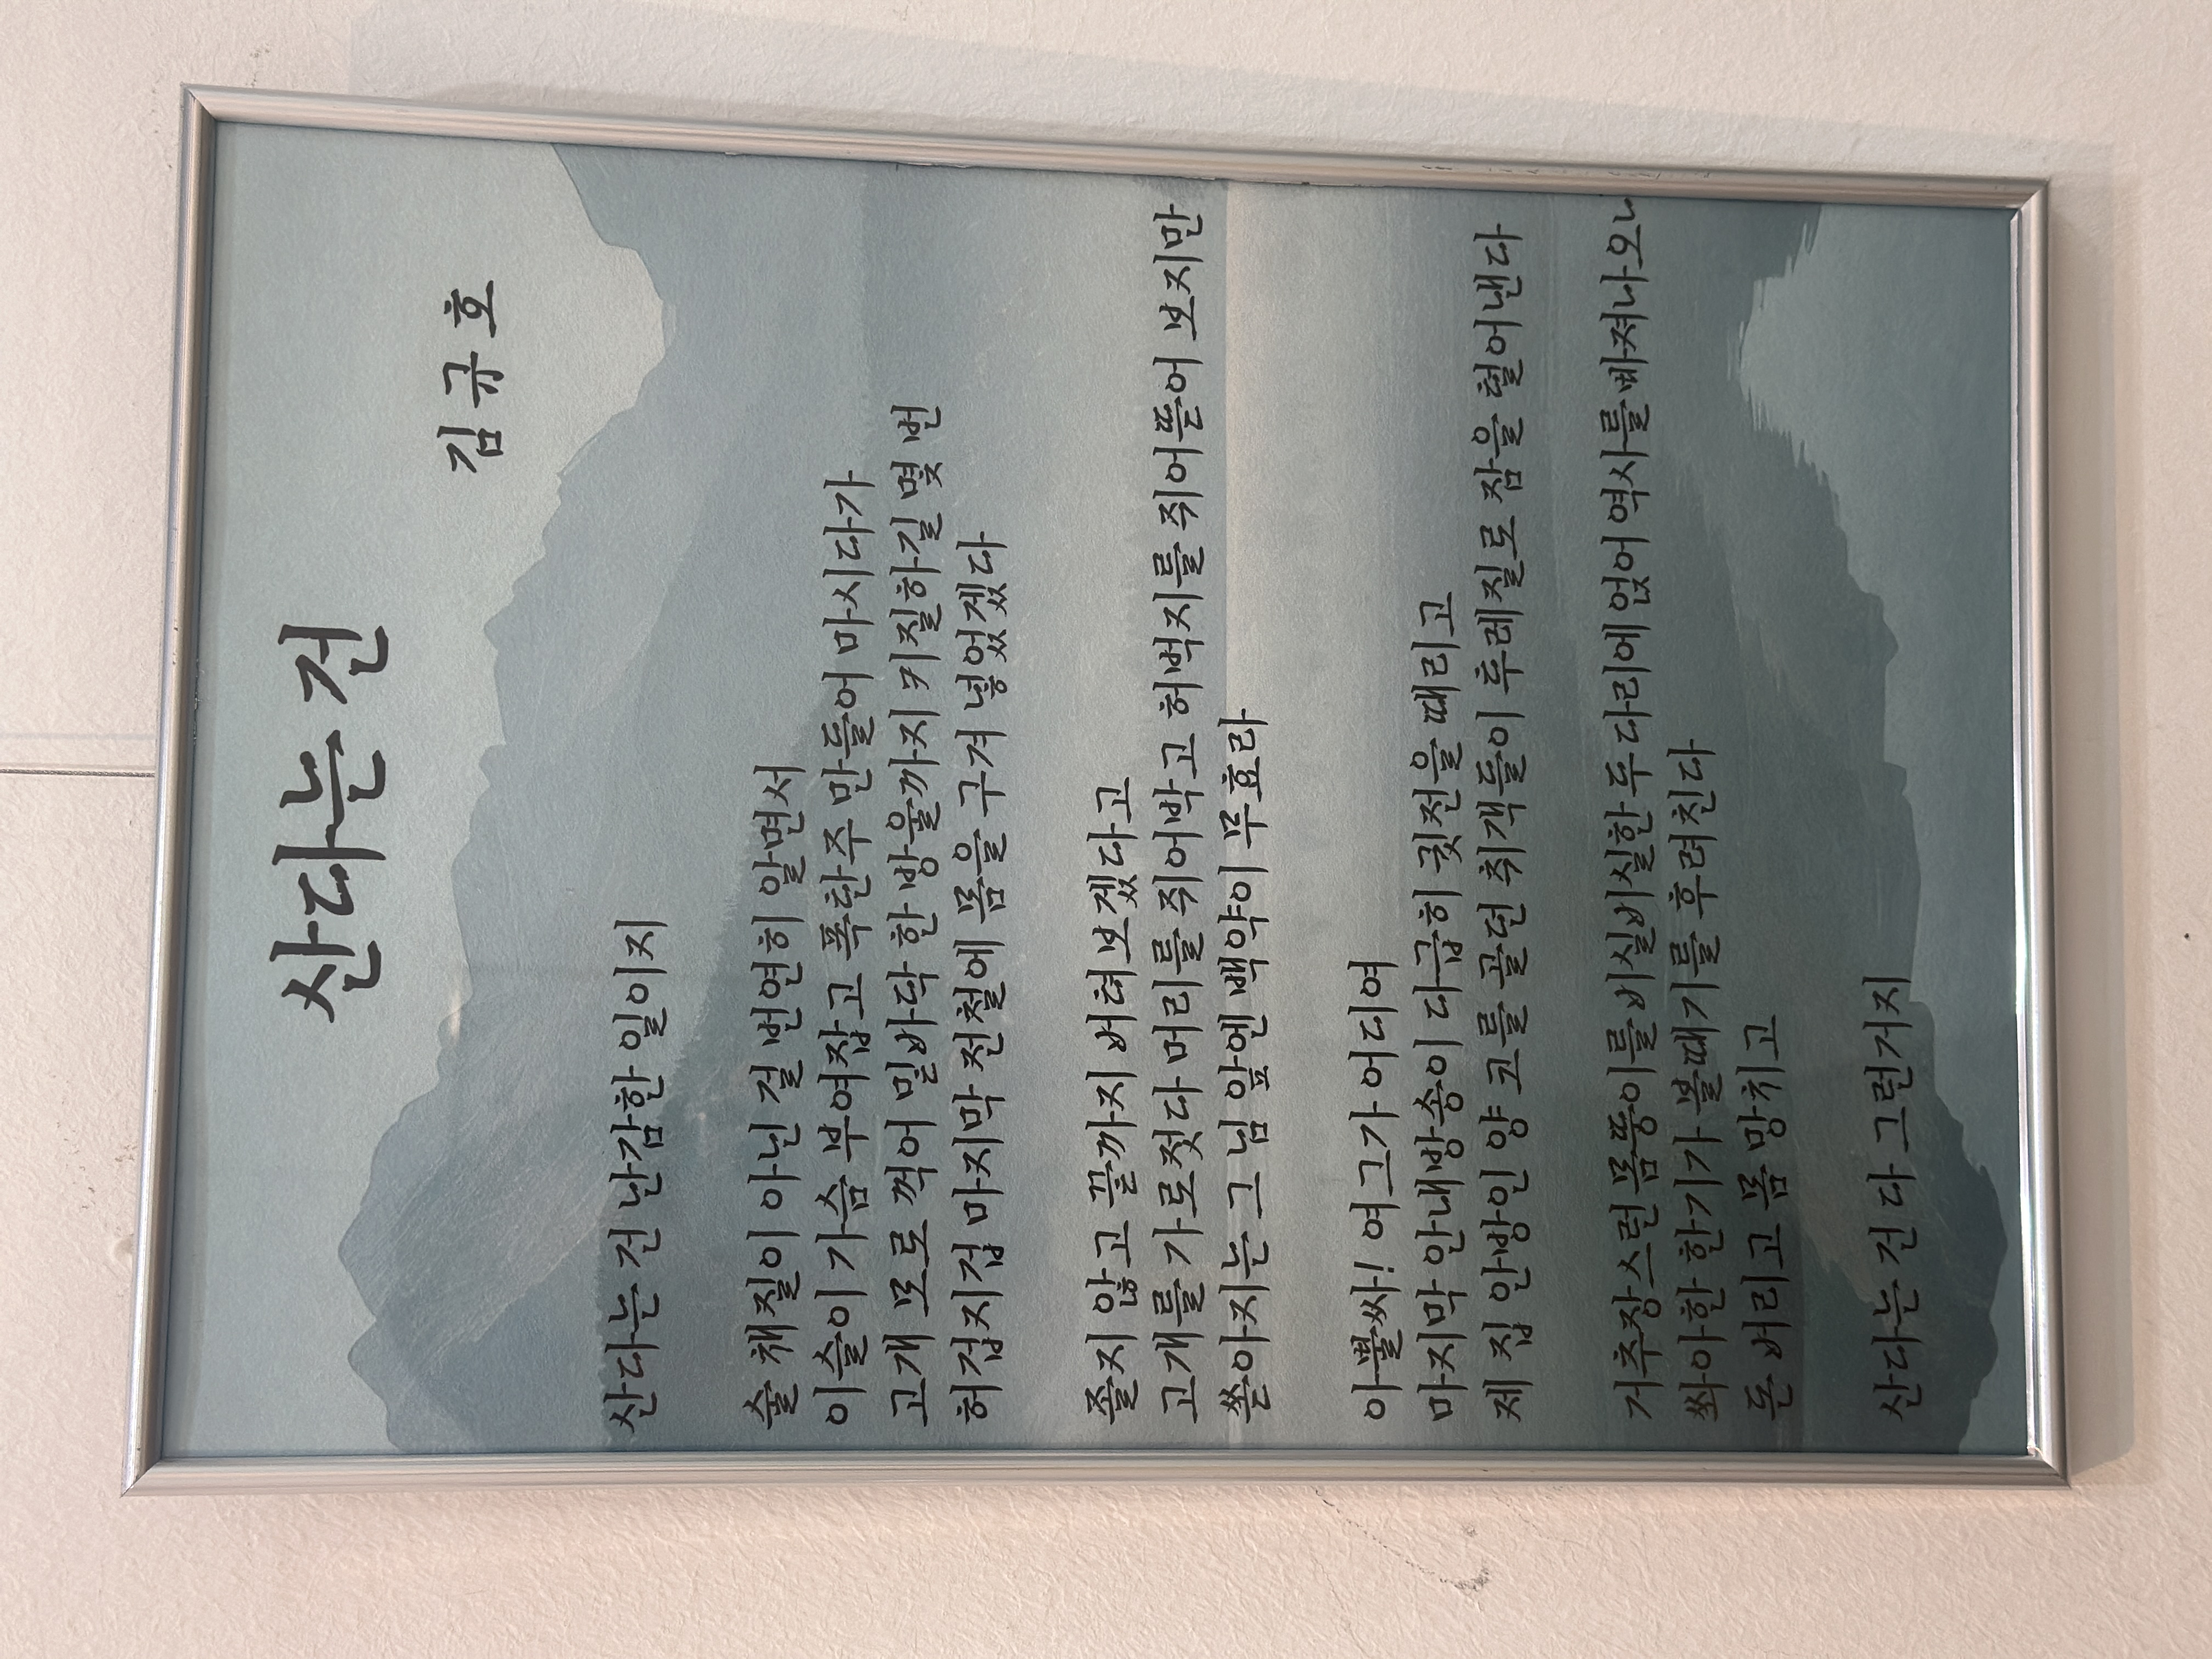 산다는 건
김규호
산다는 건 난감한 일이지
술 채질이 아닌 걸 번연히 알면서
이슬이 가슴 부여잡고 폭탄주 만들어 마시다가
고개 모로 꺽어 밑바닥 한 방울까지 키질하길 몇 번
허겁지겁 마지막 전철에 몸을 구겨 넣었겠다
졸지 않고 끝까지 버텨보겠다고
고개를 가로젓다 머리를 쥐어박고 허벅지를 쥐어뜯어 보지만
쏟아지는 그 님 앞엔 백약이 무효라
아뿔싸! 여그가 어디여
마지막 안내방송이 다급히 귓전을 때리고
제 집 안방인 양 코를 골던 취객들이 후레질로 잠을 털어낸다
거추장스런 몸뚱이를 비실비실한 두 다리에 얹어 역사를 빠져나오니
쏴아한 한기가 볼때기를 후려친다
돈 버리고 몸 망치고
산다는 건 다 그런거지